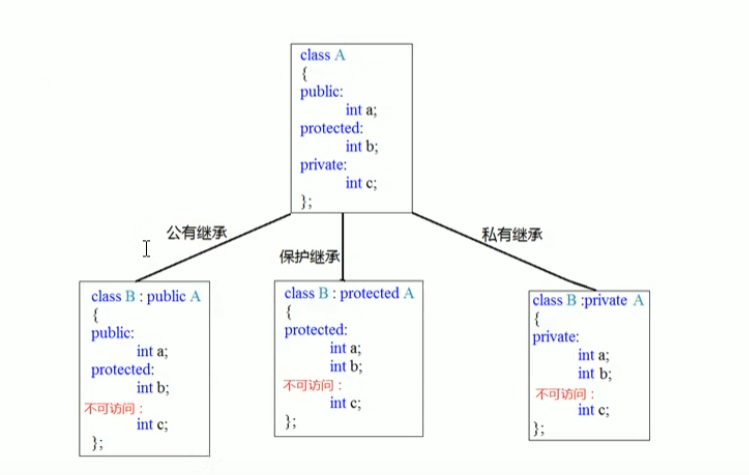 class A
{
public:
int a;
protected:
int b;
private:
int c;
};
公有继承
保护继承
私有继承
class B : public A
{
public:
int a;
protected:
int b;
不可访问：
int c;
};
class B : protected A
{
protected:
int a;
int b;
不可访问：
int c;
};
class B :private A
{
private:
int a;
int b;
不可访问：
int c;
};